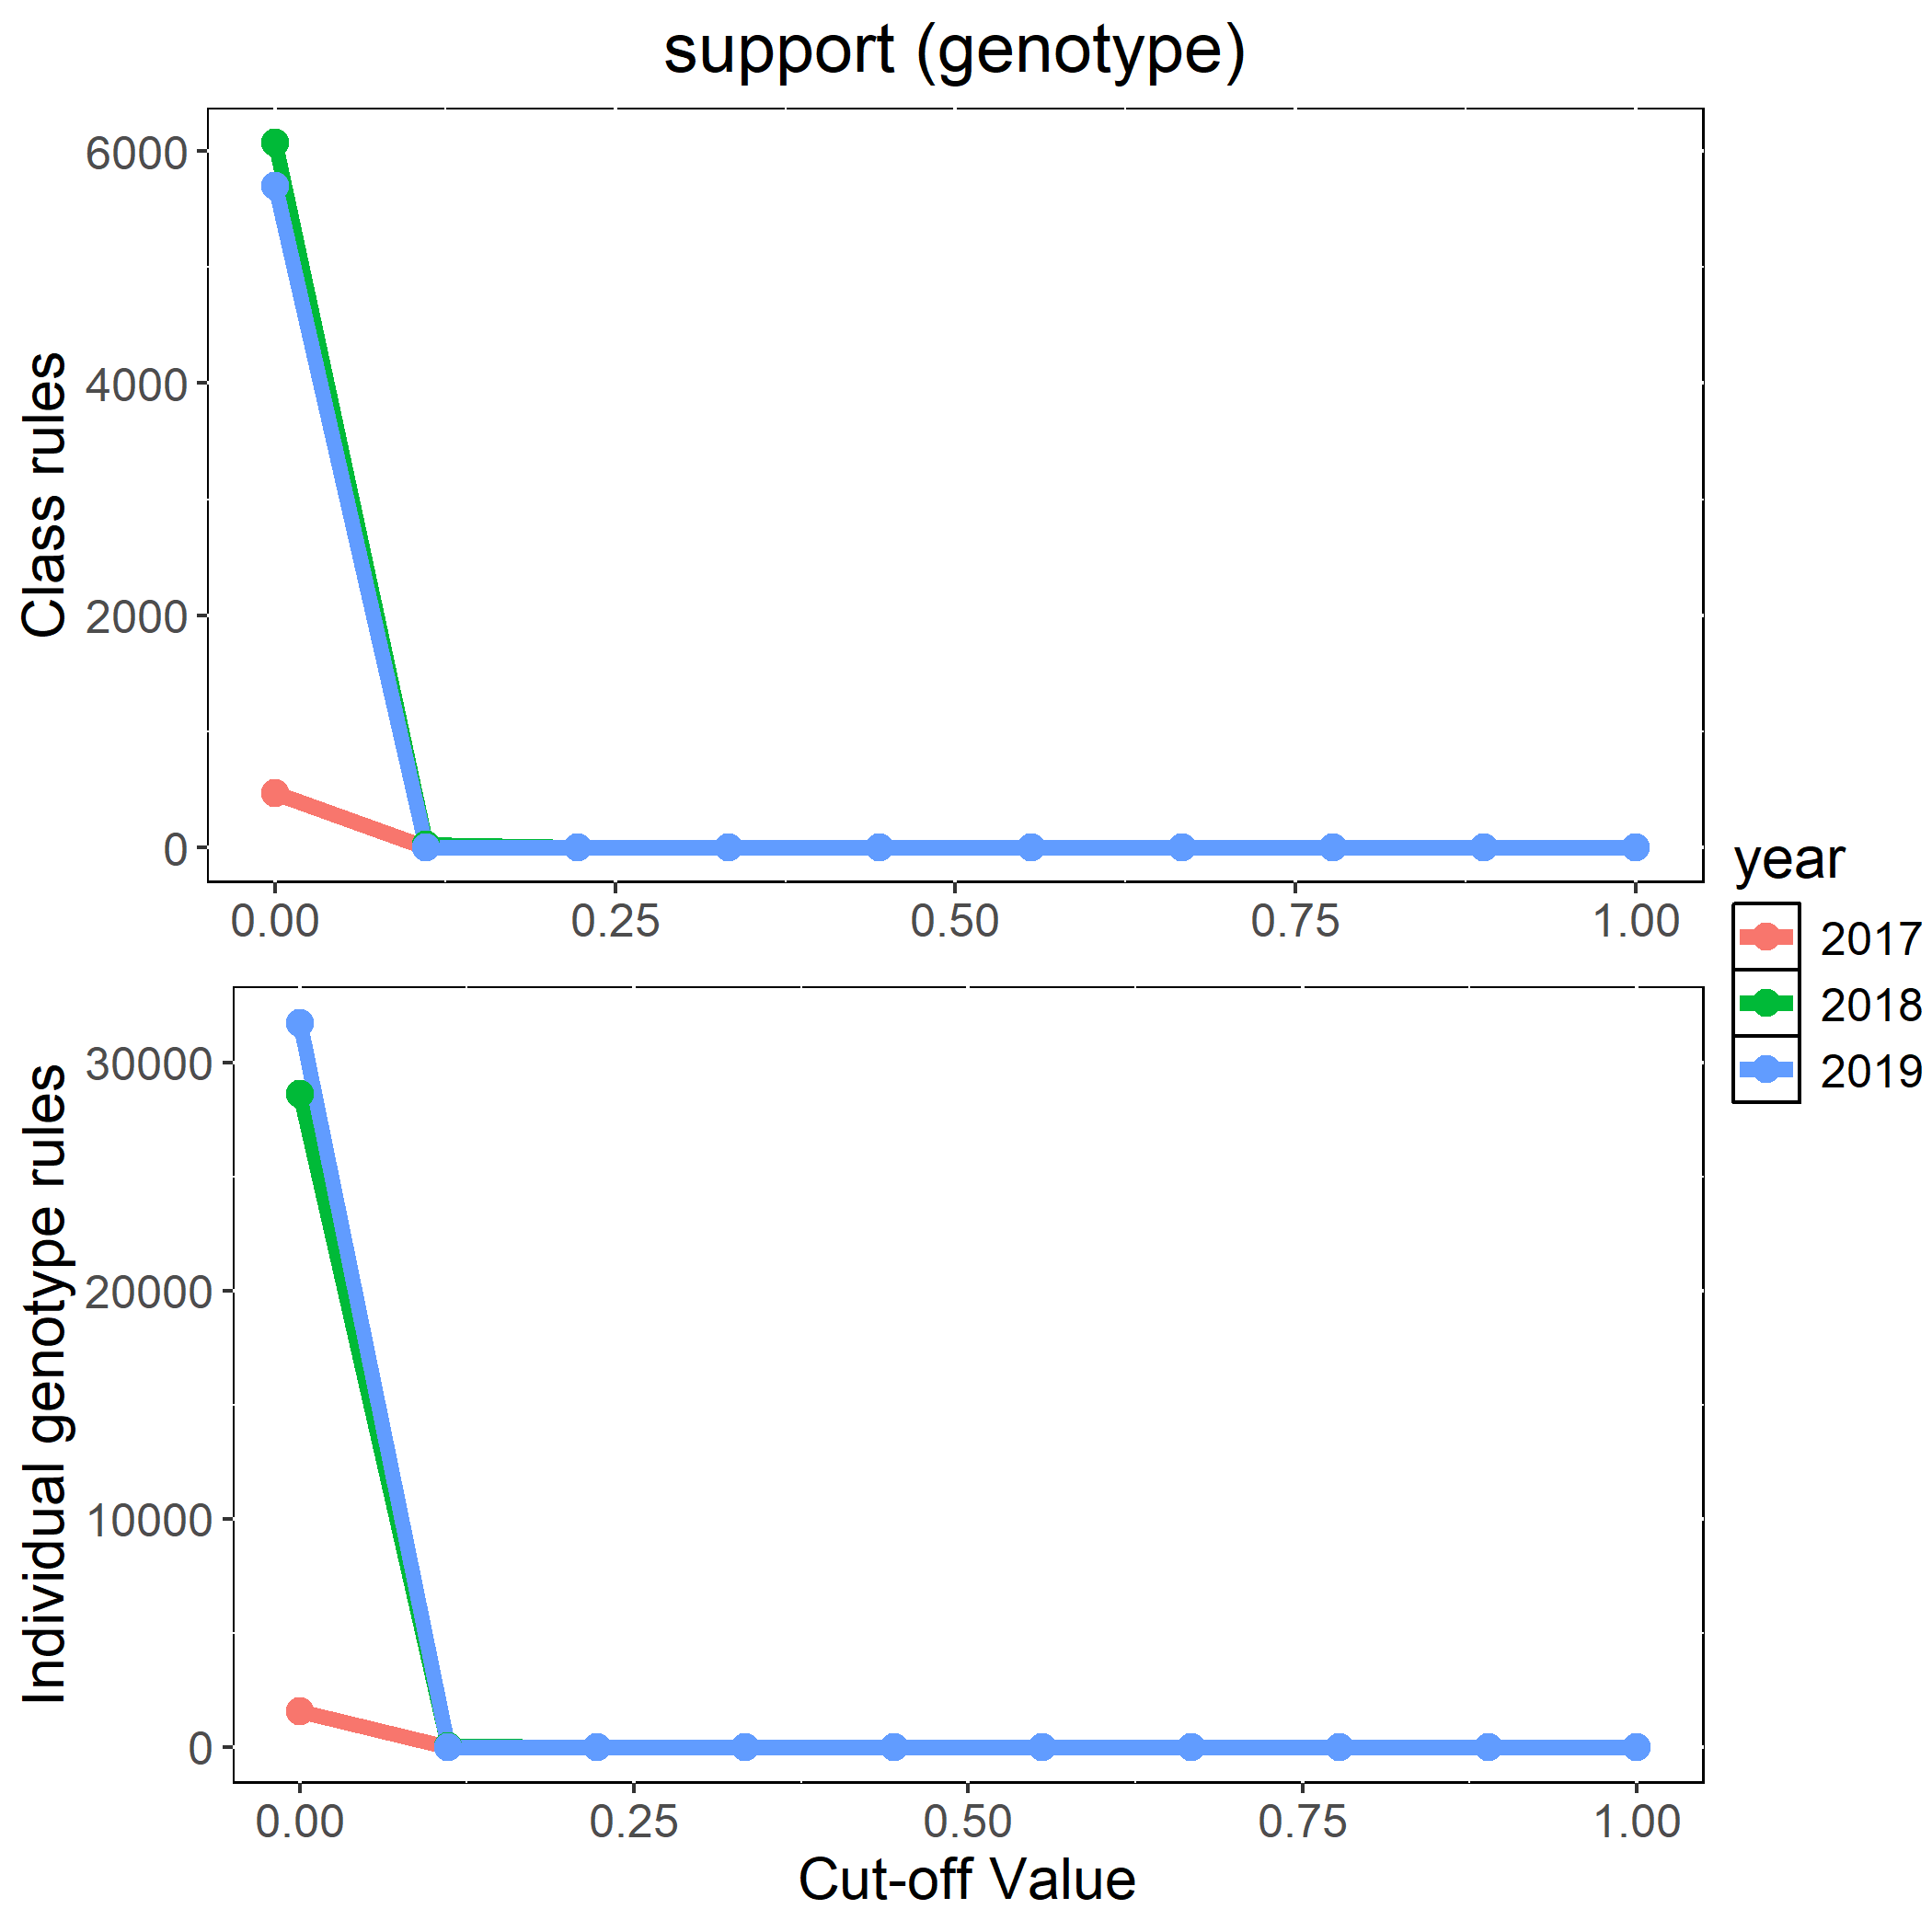 support (genotype)
Class rules
6000
4000
2000
0
0.00 0.25 0.50 0.75 1.00
year
2017
2018
2019
Individual genotype rules
30000
20000
10000
0
0.00 0.25 0.50 0.75 1.00
Cut-off Value